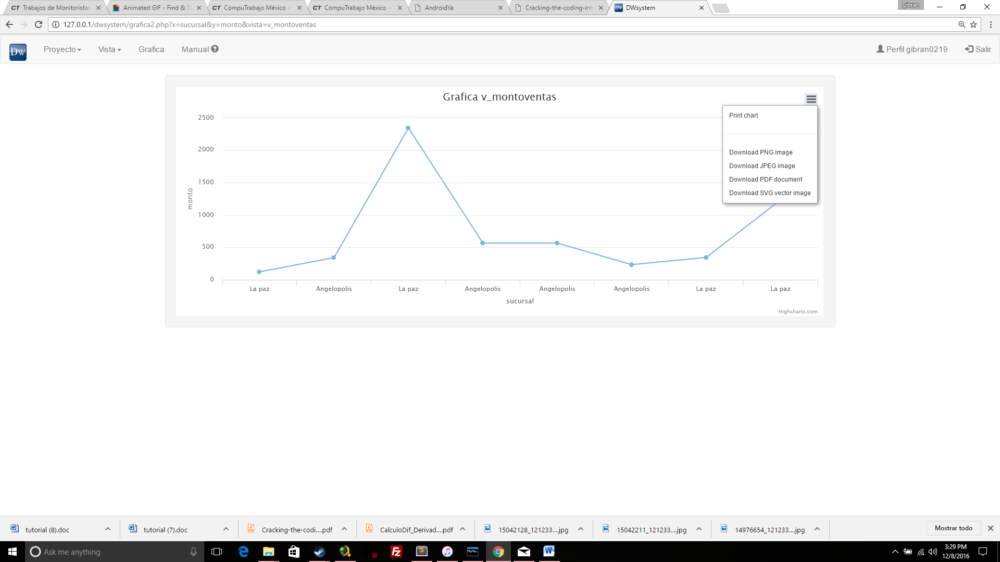 CT Trabajos de Monitoristas
Animated GIF - Find & S
CT CompuTrabajo México -
CT CompuTrabajo México -
AndroidYa
Cracking-the-coding-inte
DWsystem
gibran
127.0.0.1/dwsystem/grafica2.php?x=sucursal&y=monto&vista=v_montoventas
Dw
Proyecto
Vista
Grafica
Manual
Perfil gibran0219
Salir
Grafica v_montoventas
Print chart
Download PNG image
Download JPEG image
Download PDF document
Download SVG vector image
2500
2000
1500
1000
500
0
monto
La paz
Angelopolis
La paz
Angelopolis
Angelopolis
Angelopolis
La paz
La paz
sucursal
Highcharts.com
tutorial (8).doc
tutorial (7).doc
Cracking-the-codi....pdf
CalculoDif_Derivad....pdf
15042128_121233....jpg
15042211_121233....jpg
14976654_121233....jpg
Mostrar todo
Ask me anything
3:29 PM
12/8/2016